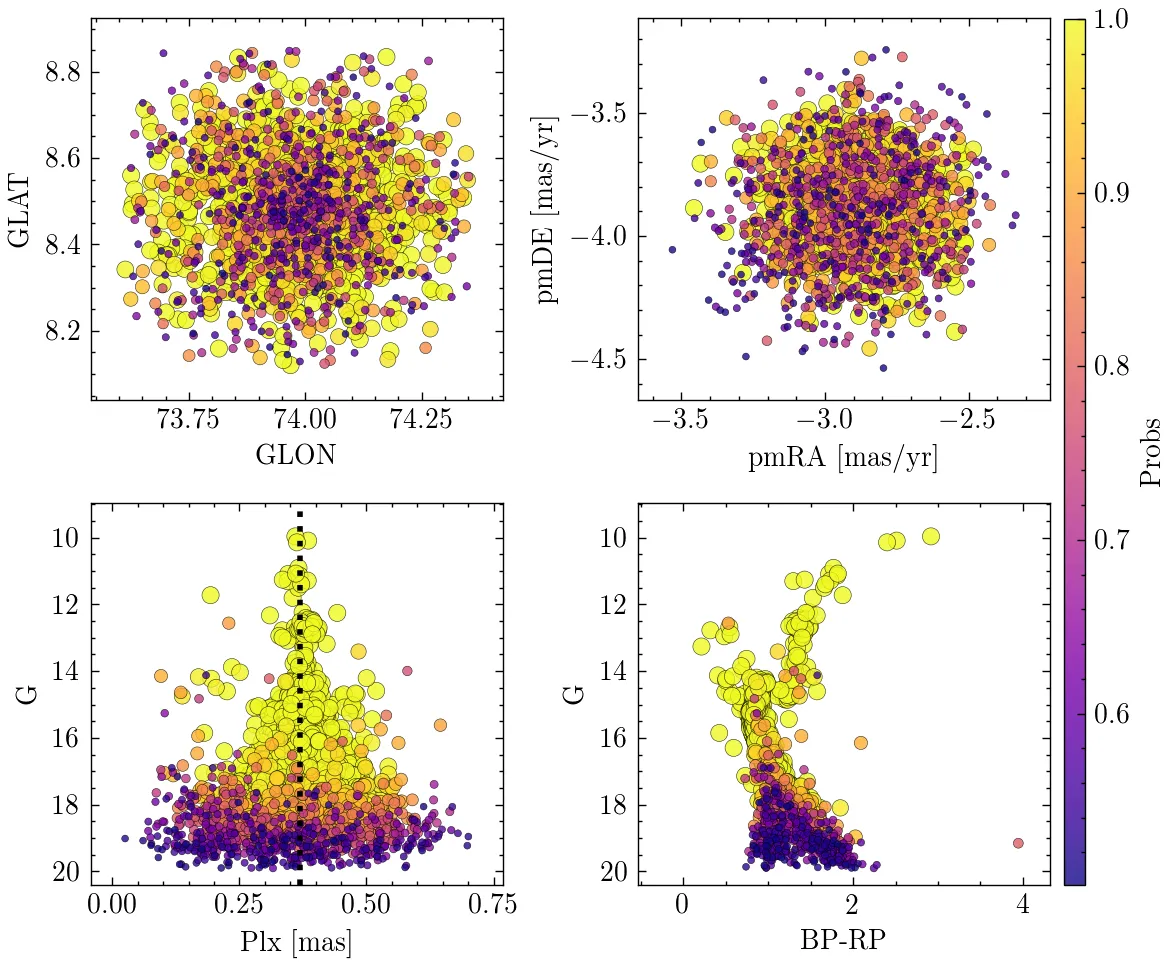 8.8
8.6
8.4
8.2
GLAT
73.75 74.00 74.25
GLON
−3.5
−4.0
−4.5
pmDE [mas/yr]
−3.5 −3.0 −2.5
pmRA [mas/yr]
1.0
0.9
0.8
0.7
0.6
Probs
10
12
14
16
18
20
G
0.00 0.25 0.50 0.75
Plx [mas]
10
12
14
16
18
20
G
0 2 4
BP-RP